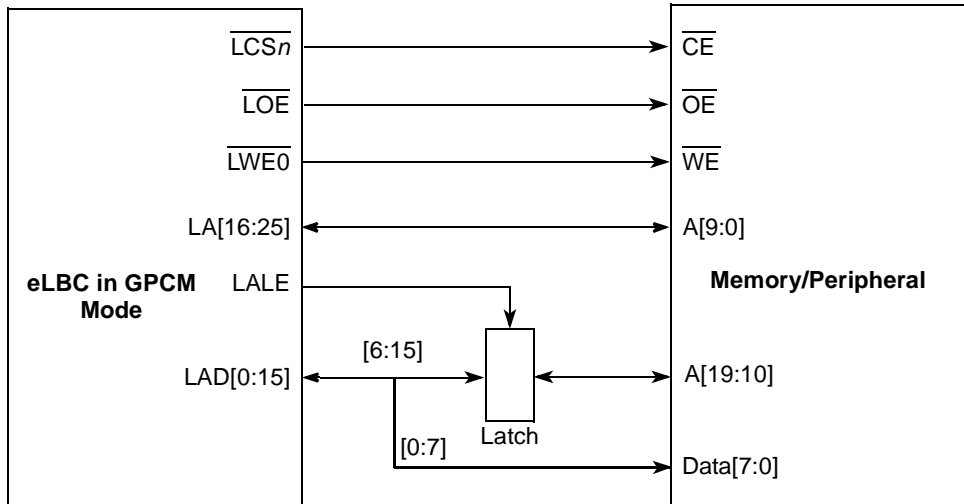 LCSn CE
LOE OE
LWE0 WE
LA[16:25] A[9:0]
eLBC in GPCM
Mode
LALE
Memory/Peripheral
[6:15]
LAD[0:15] A[19:10]
Latch
[0:7]
Data[7:0]